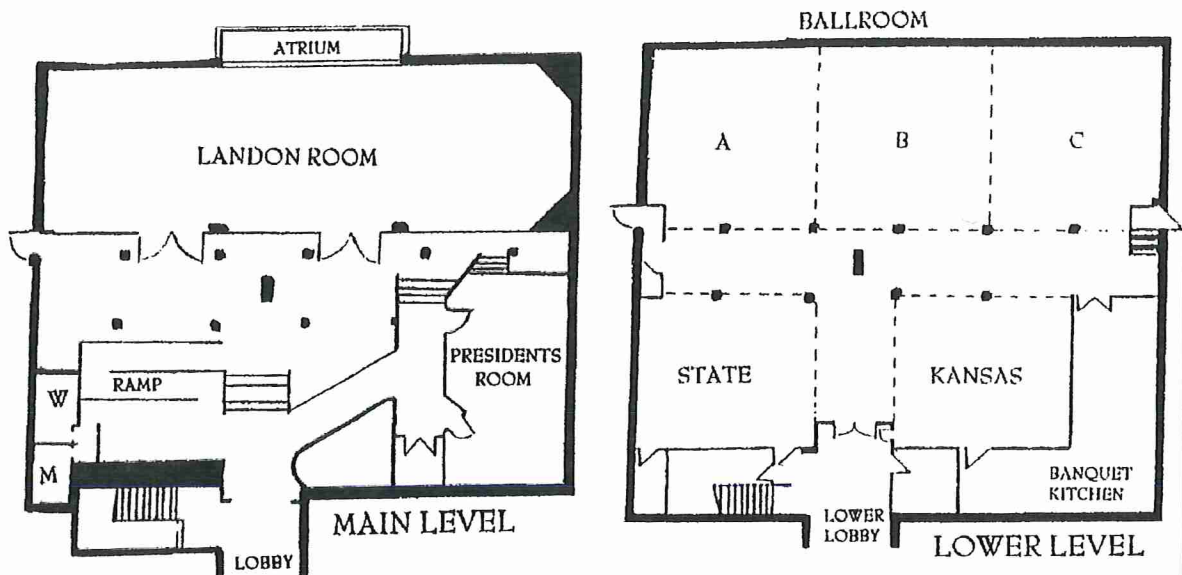 ATRIUM
LANDON ROOM
PRESIDENTS
ROOM
RAMP
W
M
MAIN LEVEL
LOBBY
BALLROOM
A
B
C
STATE
KANSAS
BANQUET
KITCHEN
LOWER
LOBBY
LOWER LEVEL